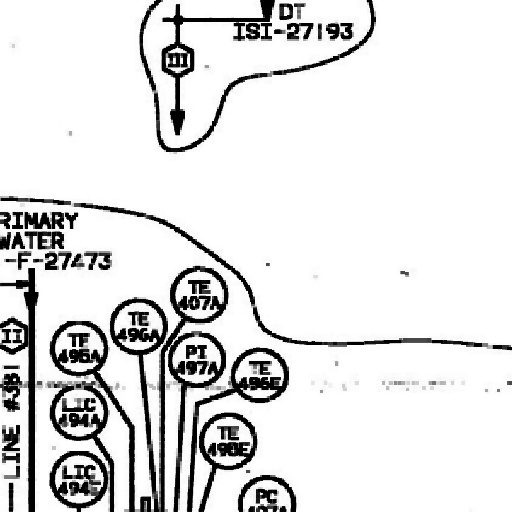 DT
ISI-27193
III
RIMARY
WATER
-F-27473
TE
407A
TE
496A
II
TE
495A
PI
497A
TE
496E
LIC
494A
TE
498E
LINE #381
LIC
PC